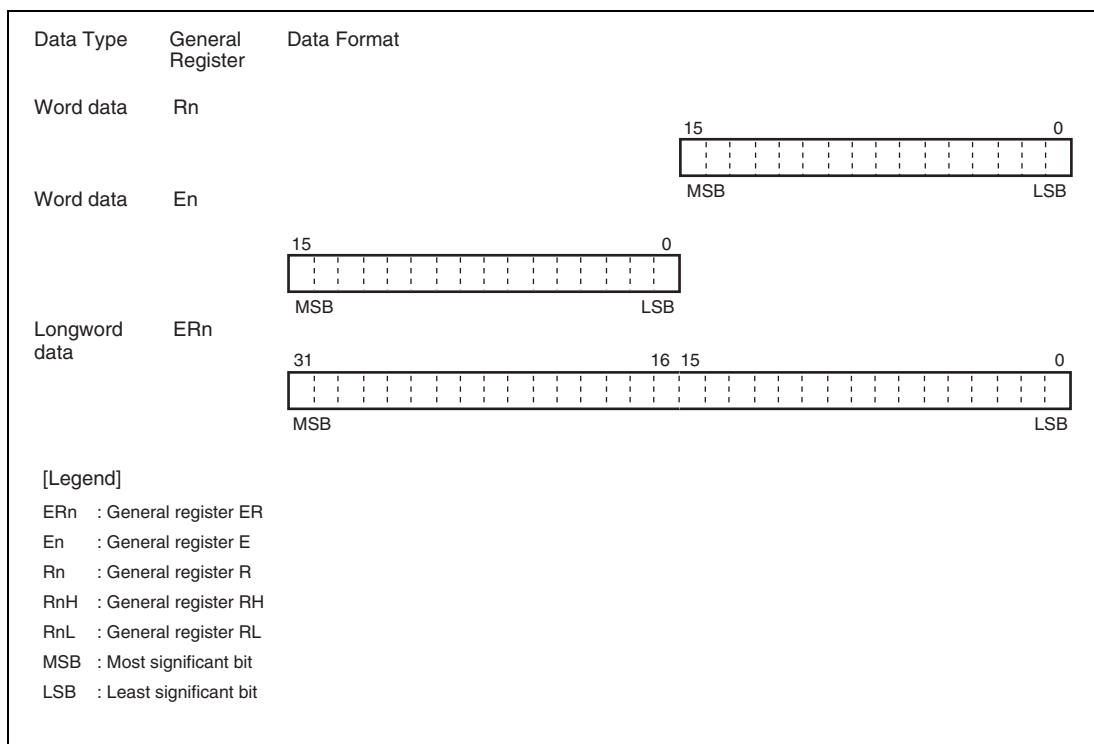 Data Type General Register Data Format
Word data Rn
15 0
MSB LSB
Word data En
15 0
MSB LSB
Longword data ERn
31 16 15 0
MSB LSB
[Legend]
ERn : General register ER
En : General register E
Rn : General register R
RnH : General register RH
RnL : General register RL
MSB : Most significant bit
LSB : Least significant bit